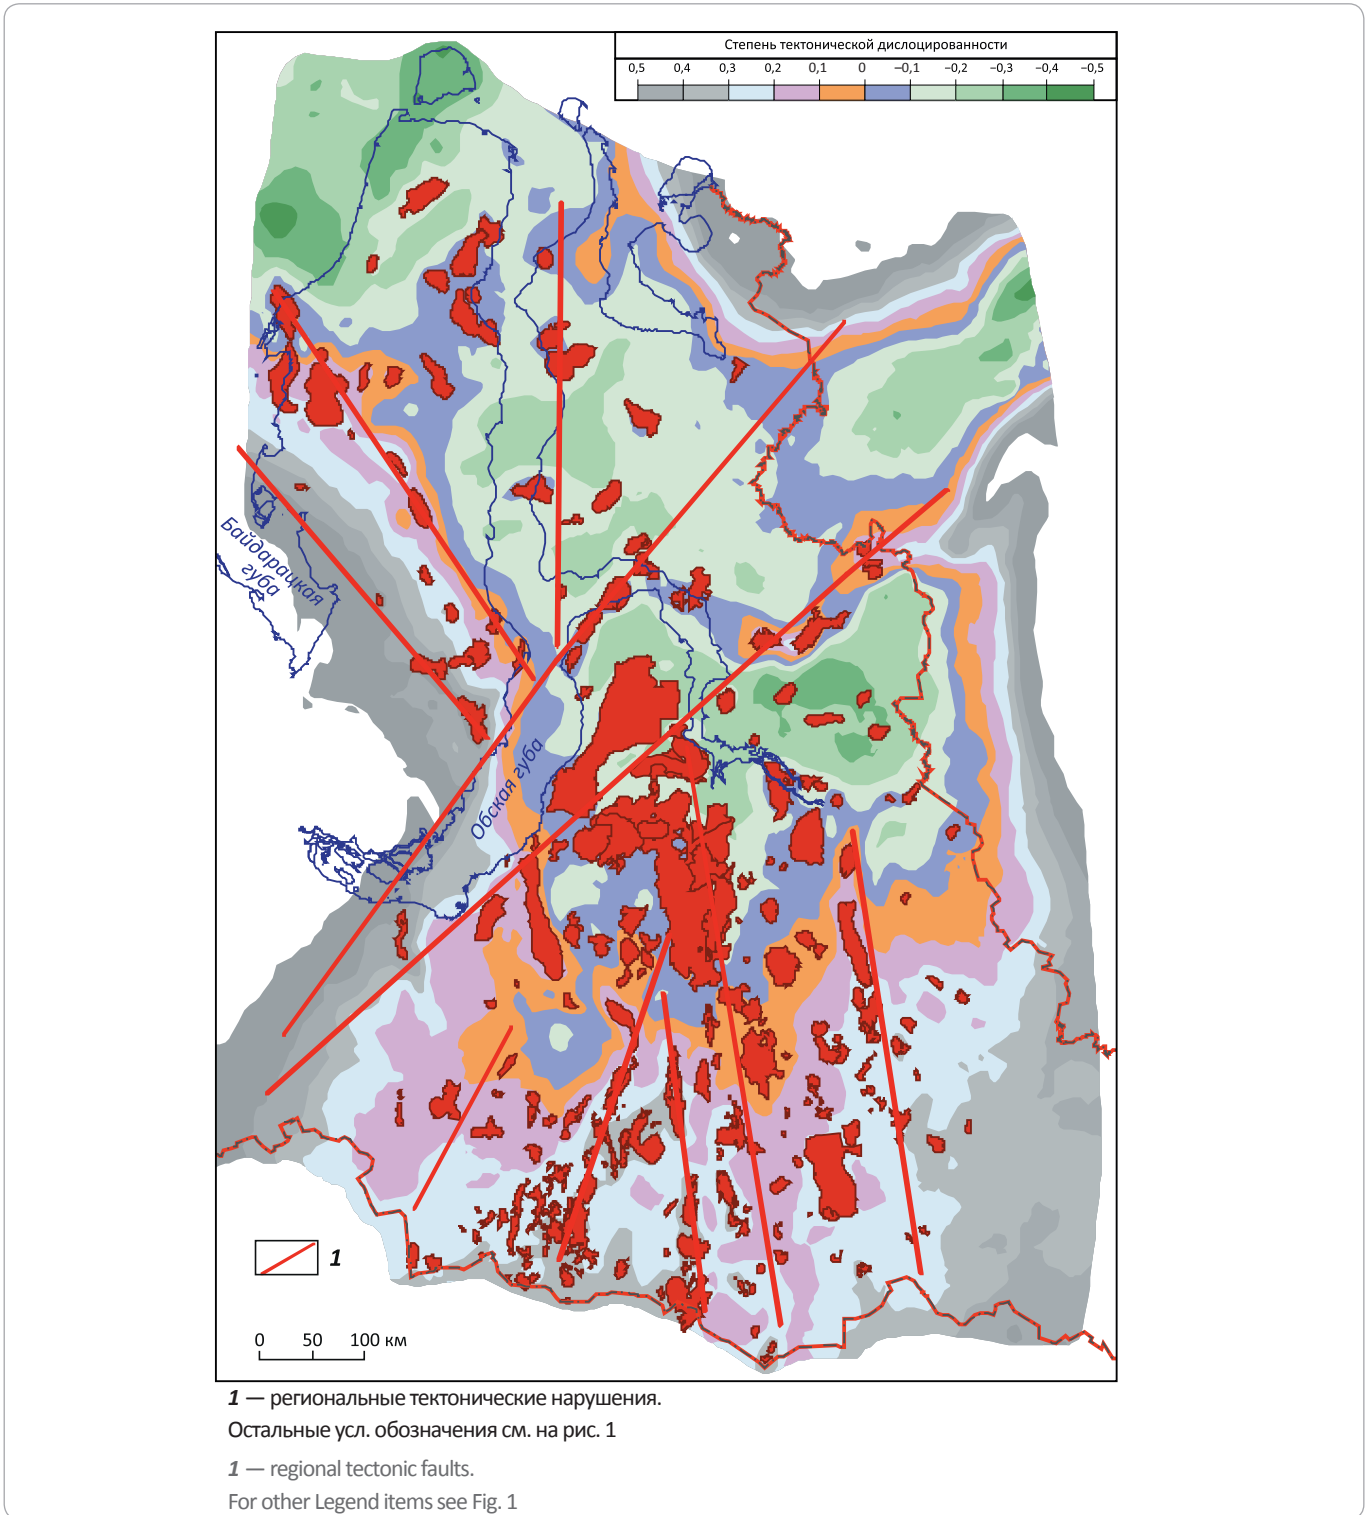 Степень тектонической дислоцированности
0,5 0,4 0,3 0,2 0,1 0 −0,1 −0,2 −0,3 −0,4 −0,5
Байдарацкая
губа
Обская губа
1
0 50 100 км
1 — региональные тектонические нарушения.
Остальные усл. обозначения см. на рис. 1
1 — regional tectonic faults.
For other Legend items see Fig. 1